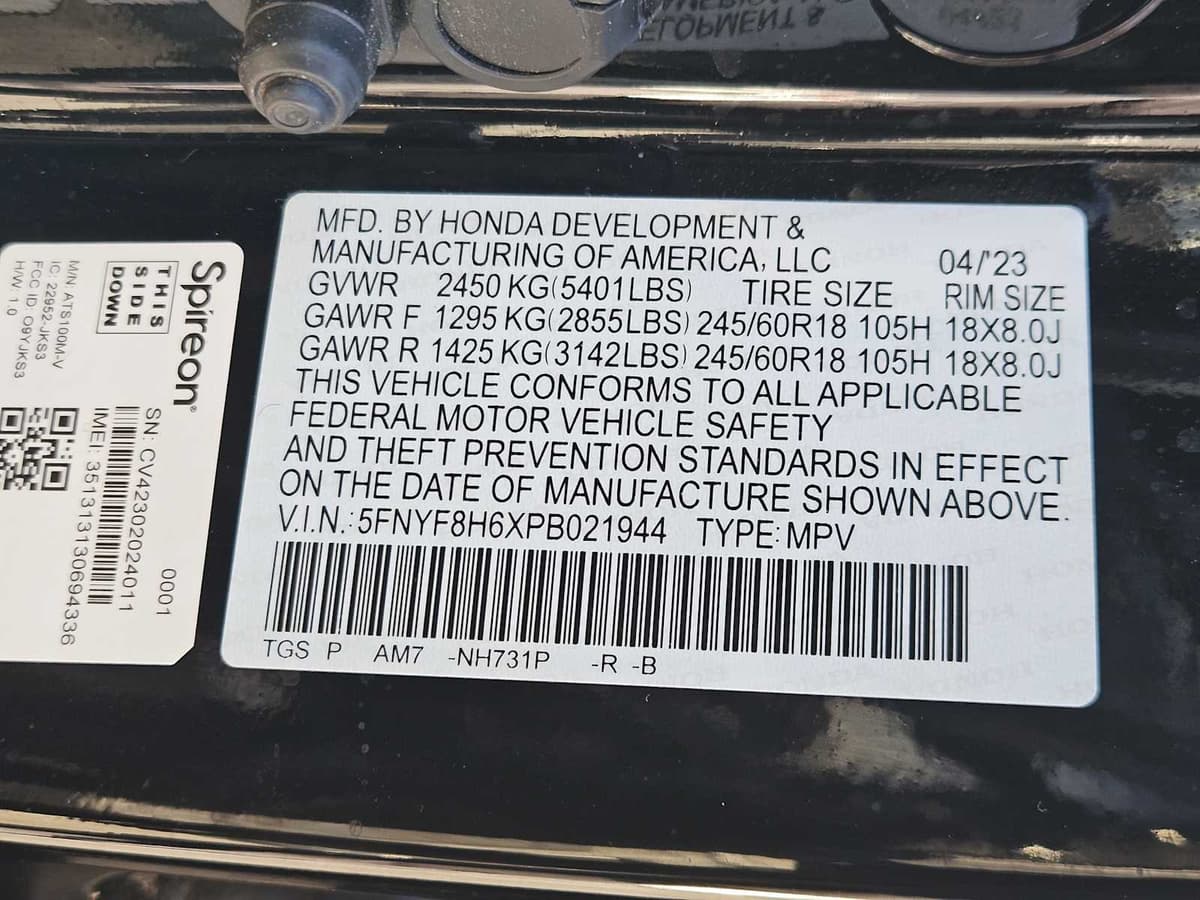 MFD. BY HONDA DEVELOPMENT &
MANUFACTURING OF AMERICA, LLC 04/'23
GVWR 2450 KG(5401LBS) TIRE SIZE RIM SIZE
GAWR F 1295 KG(2855LBS) 245/60R18 105H 18X8.0J
GAWR R 1425 KG(3142LBS) 245/60R18 105H 18X8.0J
THIS VEHICLE CONFORMS TO ALL APPLICABLE
FEDERAL MOTOR VEHICLE SAFETY
AND THEFT PREVENTION STANDARDS IN EFFECT
ON THE DATE OF MANUFACTURE SHOWN ABOVE.
V.I.N.:5FNYF8H6XPB021944 TYPE:MPV
TGS P AM7 -NH731P -R -B
Spireon
THIS
SIDE
DOWN
M/N: ATS100M-V
IC: 22952-JKS3
FCC ID: O9YJKS3
H/W: 1.0
0001
SN: CV42302024011
IMEI: 351313130694336